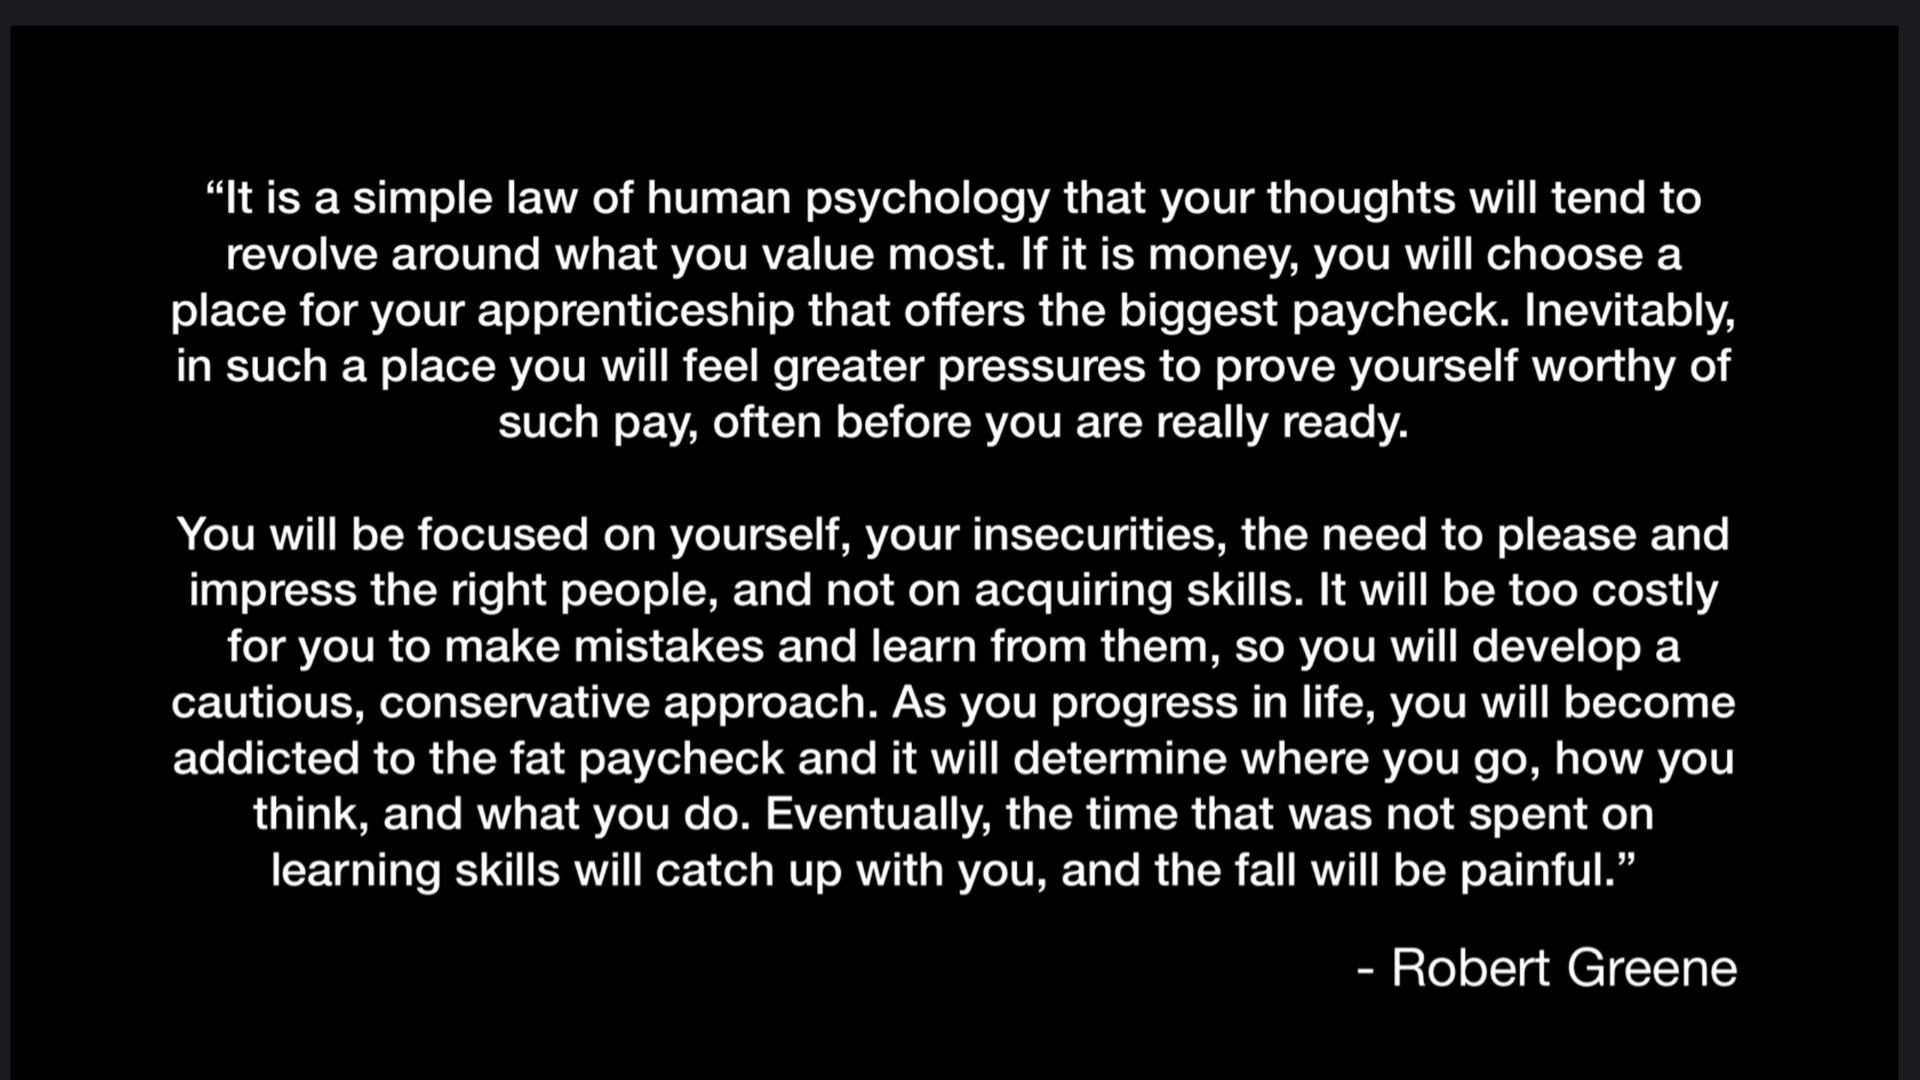 “It is a simple law of human psychology that your thoughts will tend to
revolve around what you value most. If it is money, you will choose a
place for your apprenticeship that offers the biggest paycheck. Inevitably,
in such a place you will feel greater pressures to prove yourself worthy of
such pay, often before you are really ready.
You will be focused on yourself, your insecurities, the need to please and
impress the right people, and not on acquiring skills. It will be too costly
for you to make mistakes and learn from them, so you will develop a
cautious, conservative approach. As you progress in life, you will become
addicted to the fat paycheck and it will determine where you go, how you
think, and what you do. Eventually, the time that was not spent on
learning skills will catch up with you, and the fall will be painful.”
- Robert Greene